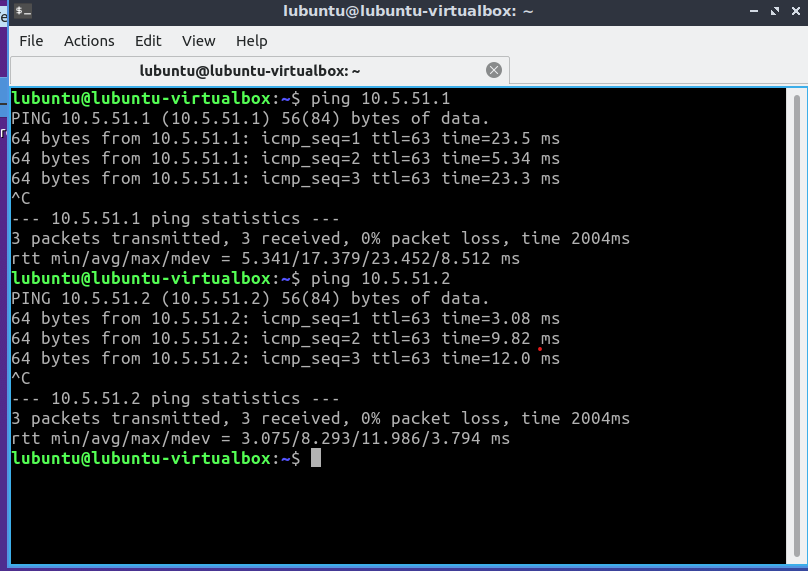 lubuntu@lubuntu-virtualbox: ~
File Actions Edit View Help
lubuntu@lubuntu-virtualbox: ~
lubuntu@lubuntu-virtualbox:~$ ping 10.5.51.1
PING 10.5.51.1 (10.5.51.1) 56(84) bytes of data.
64 bytes from 10.5.51.1: icmp_seq=1 ttl=63 time=23.5 ms
64 bytes from 10.5.51.1: icmp_seq=2 ttl=63 time=5.34 ms
64 bytes from 10.5.51.1: icmp_seq=3 ttl=63 time=23.3 ms
^C
--- 10.5.51.1 ping statistics ---
3 packets transmitted, 3 received, 0% packet loss, time 2004ms
rtt min/avg/max/mdev = 5.341/17.379/23.452/8.512 ms
lubuntu@lubuntu-virtualbox:~$ ping 10.5.51.2
PING 10.5.51.2 (10.5.51.2) 56(84) bytes of data.
64 bytes from 10.5.51.2: icmp_seq=1 ttl=63 time=3.08 ms
64 bytes from 10.5.51.2: icmp_seq=2 ttl=63 time=9.82 ms
64 bytes from 10.5.51.2: icmp_seq=3 ttl=63 time=12.0 ms
^C
--- 10.5.51.2 ping statistics ---
3 packets transmitted, 3 received, 0% packet loss, time 2004ms
rtt min/avg/max/mdev = 3.075/8.293/11.986/3.794 ms
lubuntu@lubuntu-virtualbox:~$